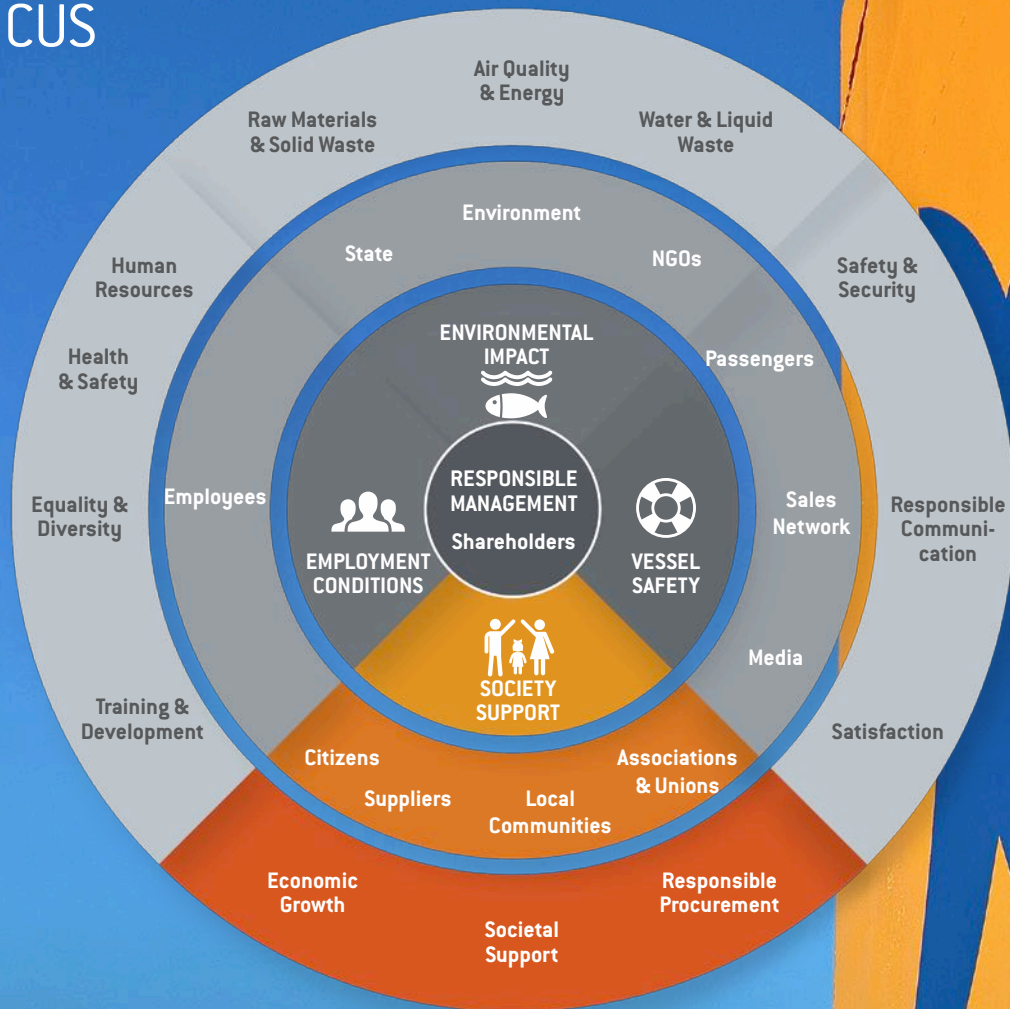 CUS
Air Quality
& Energy
Raw Materials
& Solid Waste
Water & Liquid
Waste
Environment
State
NGOs
Human
Resources
Safety &
Security
ENVIRONMENTAL
IMPACT
Health
& Safety
Passengers
RESPONSIBLE
MANAGEMENT
Shareholders
Equality &
Diversity
Employees
Sales
Network
Responsible
Communi-
cation
EMPLOYMENT
CONDITIONS
VESSEL
SAFETY
Media
SOCIETY
SUPPORT
Training &
Development
Satisfaction
Citizens
Suppliers
Local
Communities
Associations
& Unions
Economic
Growth
Societal
Support
Responsible
Procurement